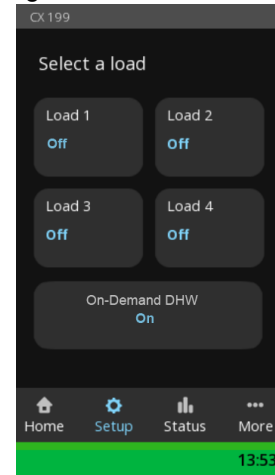 CX 199
Select a load
Load 1
Off
Load 2
Off
Load 3
Off
Load 4
Off
On-Demand DHW
On
Home Setup Status More
13:53